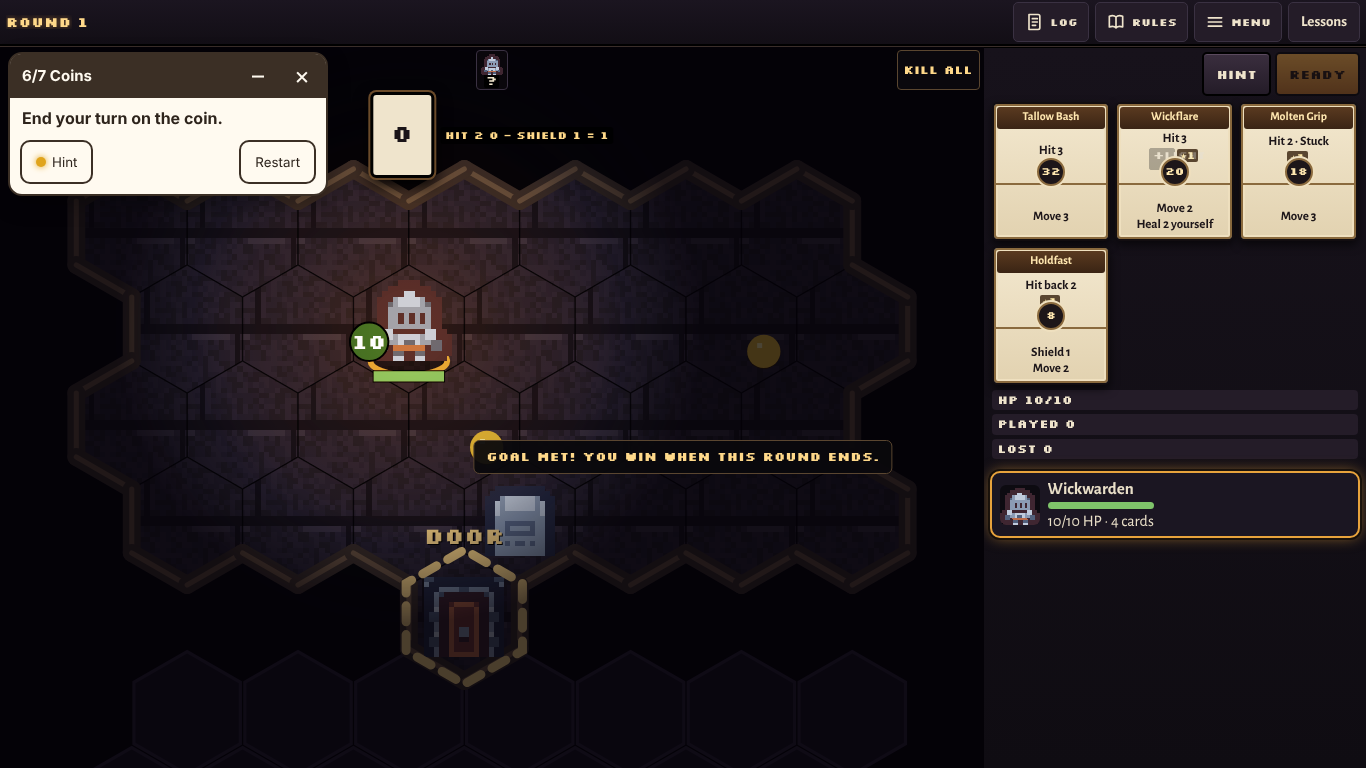 ROUND 1
LOG
RULES
MENU
Lessons
6/7 Coins
End your turn on the coin.
Hint
Restart
?
0
HIT 2 0 – SHIELD 1 = 1
KILL ALL
HINT
READY
Tallow Bash
Hit 3
32
Move 3
Wickflare
Hit 3
20
Move 2
Heal 2 yourself
Molten Grip
Hit 2 · Stuck
18
Move 3
Holdfast
Hit back 2
8
Shield 1
Move 2
10
GOAL MET! YOU WIN WHEN THIS ROUND ENDS.
DOOR
HP 10/10
PLAYED 0
LOST 0
Wickwarden
10/10 HP · 4 cards